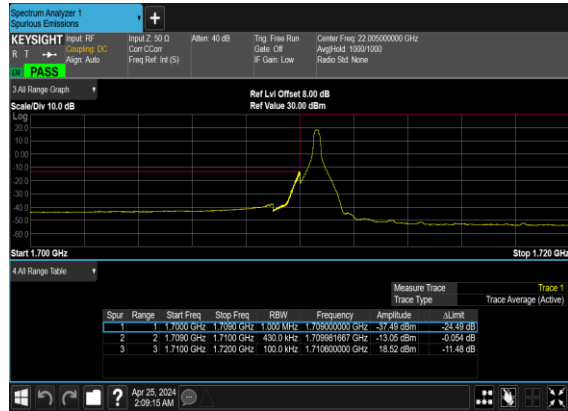 Spectrum Analyzer 1
Spurious Emissions
+
KEYSIGHT Input: RF Input Z: 50 Ω Atten: 40 dB Trig: Free Run Center Freq: 22.005000000 GHz
R T Coupling: DC Corr CCorr Gate: Off Avg|Hold: 1000/1000
Align: Auto Freq Ref: Int (S) IF Gain: Low Radio Std: None
PASS
3 All Range Graph
Ref Lvl Offset 8.00 dB
Scale/Div 10.0 dB Ref Value 30.00 dBm
Log
20.0
10.0
0.00
-10.0
-20.0
-30.0
-40.0
-50.0
-60.0
Start 1.700 GHz Stop 1.720 GHz
4 All Range Table
Measure Trace Trace 1
Trace Type Trace Average (Active)
Spur Range Start Freq Stop Freq RBW Frequency Amplitude ΔLimit
1 1 1.7000 GHz 1.7090 GHz 1.000 MHz 1.709000000 GHz -37.49 dBm -24.49 dB
2 2 1.7090 GHz 1.7100 GHz 430.0 kHz 1.709981667 GHz -13.05 dBm -0.054 dB
3 3 1.7100 GHz 1.7200 GHz 100.0 kHz 1.710600000 GHz 18.52 dBm -11.48 dB
? Apr 25, 2024
2:09:15 AM